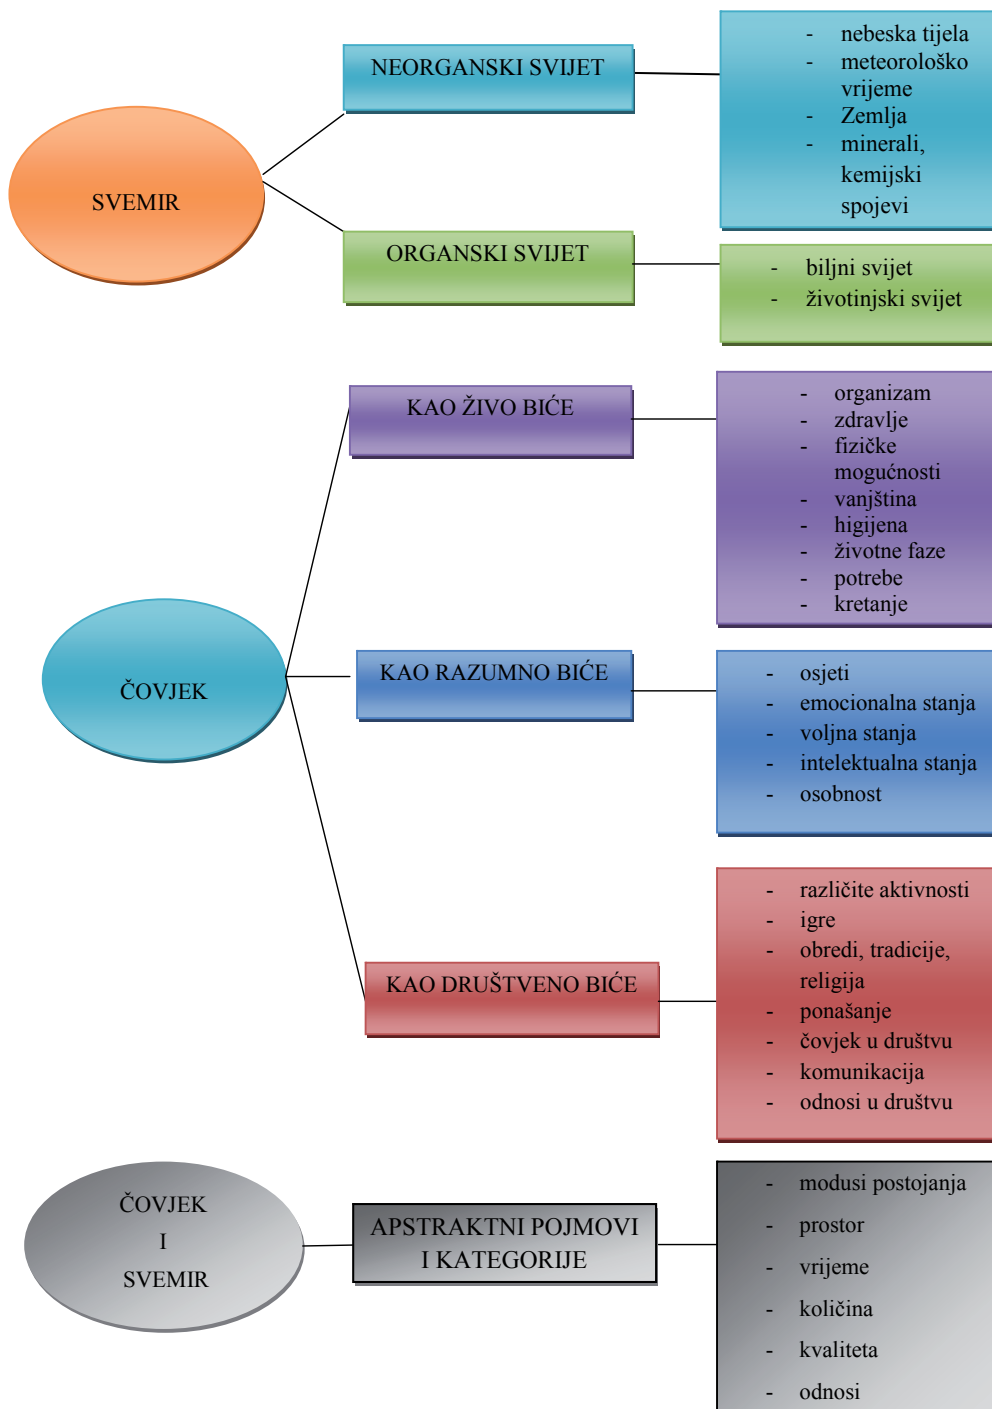 SVEMIR
NEORGANSKI SVIJET
- nebeska tijela
- meteorološko
vrijeme
- Zemlja
- minerali,
kemijski
spojevi
ORGANSKI SVIJET
- biljni svijet
- životinjski svijet
ČOVJEK
KAO ŽIVO BIĆE
- organizam
- zdravlje
- fizičke
mogućnosti
- vanjština
- higijena
- životne faze
- potrebe
- kretanje
KAO RAZUMNO BIĆE
- osjeti
- emocionalna stanja
- voljna stanja
- intelektualna stanja
- osobnost
KAO DRUŠTVENO BIĆE
- različite aktivnosti
- igre
- obredi, tradicije,
religija
- ponašanje
- čovjek u društvu
- komunikacija
- odnosi u društvu
ČOVJEK
I
SVEMIR
APSTRAKTNI POJMOVI
I KATEGORIJE
- modusi postojanja
- prostor
- vrijeme
- količina
- kvaliteta
- odnosi